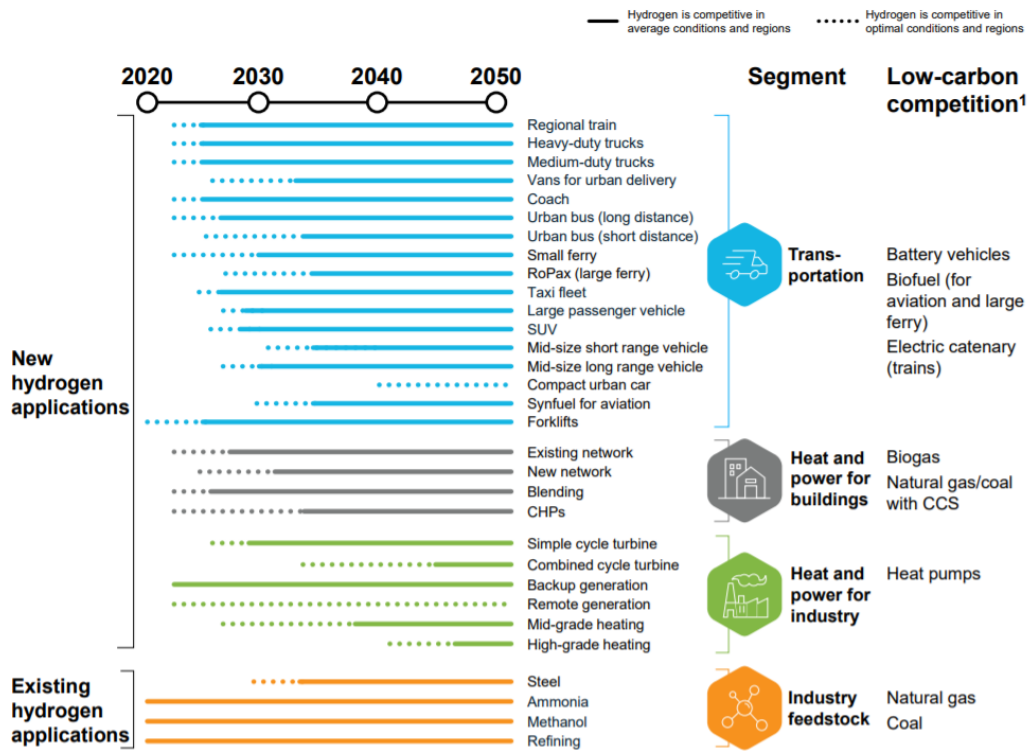 Hydrogen is competitive in
average conditions and regions
Hydrogen is competitive in
optimal conditions and regions
2020
2030
2040
2050
Segment
Low-carbon
competition¹
New
hydrogen
applications
Regional train
Heavy-duty trucks
Medium-duty trucks
Vans for urban delivery
Coach
Urban bus (long distance)
Urban bus (short distance)
Small ferry
RoPax (large ferry)
Taxi fleet
Large passenger vehicle
SUV
Mid-size short range vehicle
Mid-size long range vehicle
Compact urban car
Synfuel for aviation
Forklifts
Trans-
portation
Battery vehicles
Biofuel (for
aviation and large
ferry)
Electric catenary
(trains)
Existing network
New network
Blending
CHPs
Heat and
power for
buildings
Biogas
Natural gas/coal
with CCS
Simple cycle turbine
Combined cycle turbine
Backup generation
Remote generation
Mid-grade heating
High-grade heating
Heat and
power for
industry
Heat pumps
Existing
hydrogen
applications
Steel
Ammonia
Methanol
Refining
Industry
feedstock
Natural gas
Coal